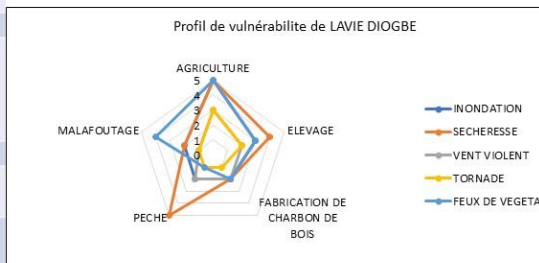 Profil de vulnérabilite de LAVIE DIOGBE
AGRICULTURE
5
4
3
2
1
0
MALAFOUTAGE
ELEVAGE
PECHE
FABRICATION DE
CHARBON DE
BOIS
INONDATION
SECHERESSE
VENT VIOLENT
TORNADE
FEUX DE VEGETA